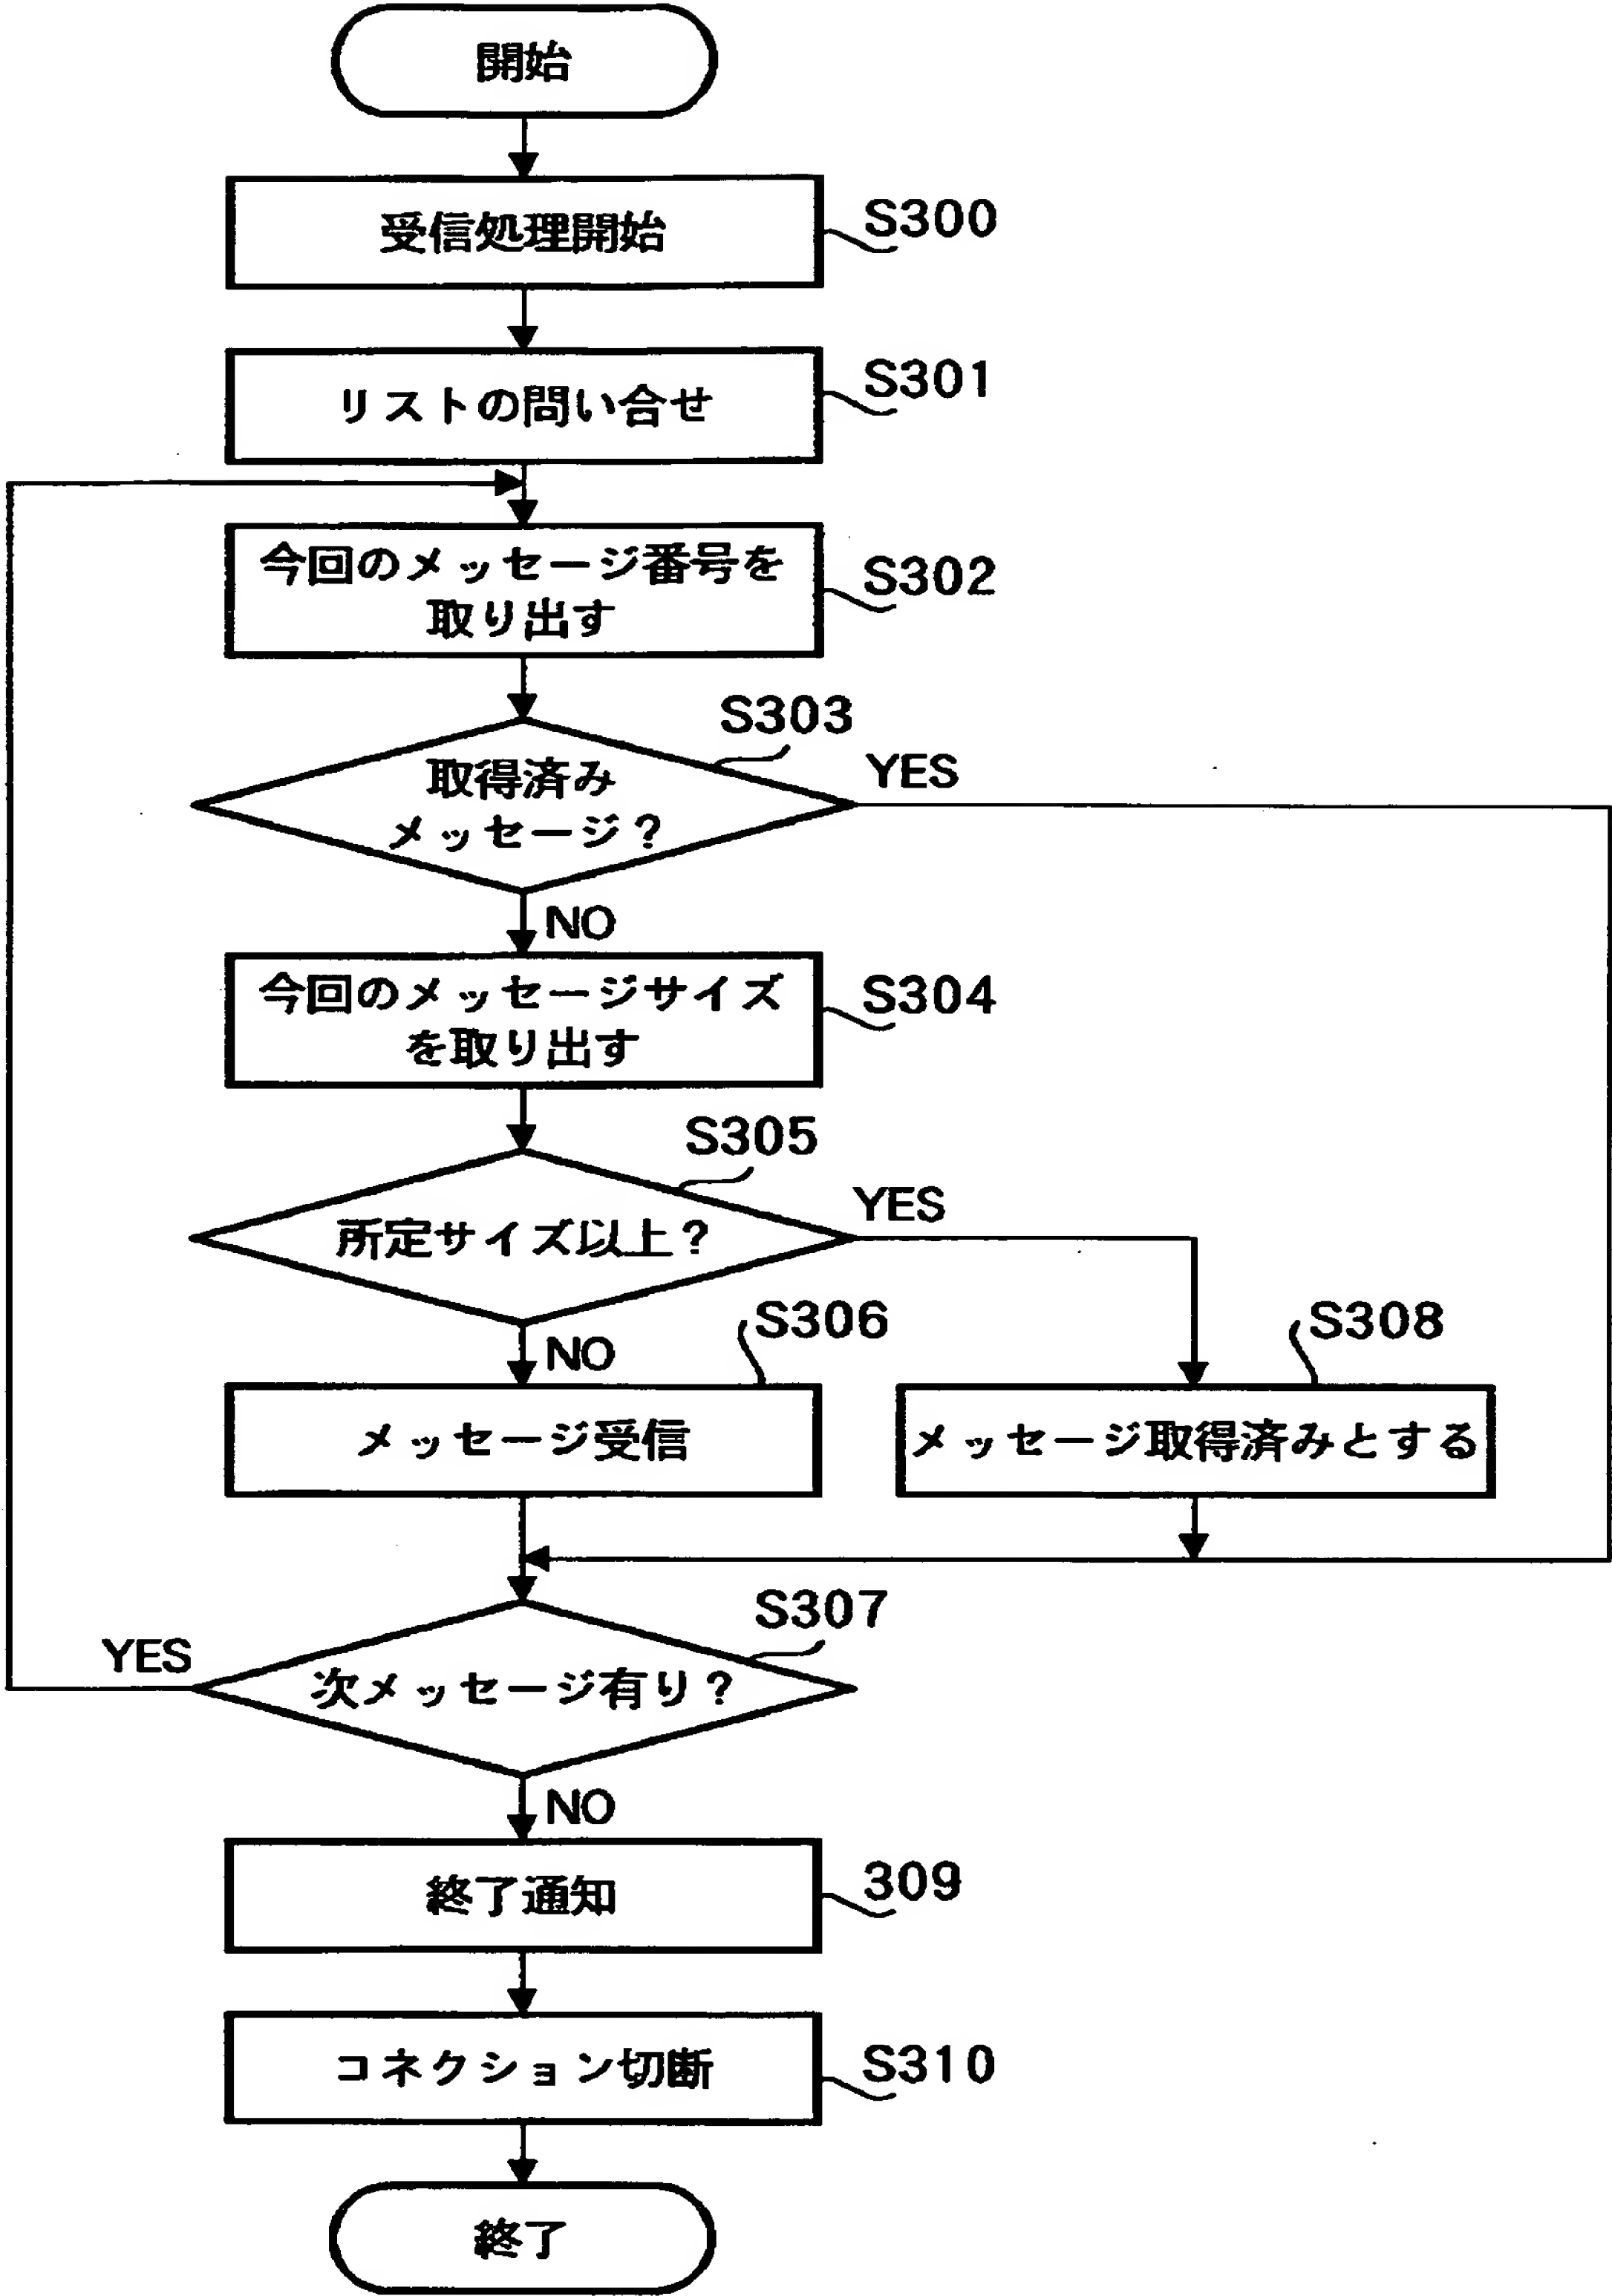 開始
受信処理開始
S300
リストの問い合せ
S301
今回のメッセージ番号を
取り出す
S302
S303
取得済み
メッセージ?
YES
NO
今回のメッセージサイズ
を取り出す
S304
S305
所定サイズ以上?
YES
NO
S306
メッセージ受信
S308
メッセージ取得済みとする
S307
次メッセージ有り?
YES
NO
終了通知
309
コネクション切断
S310
終了